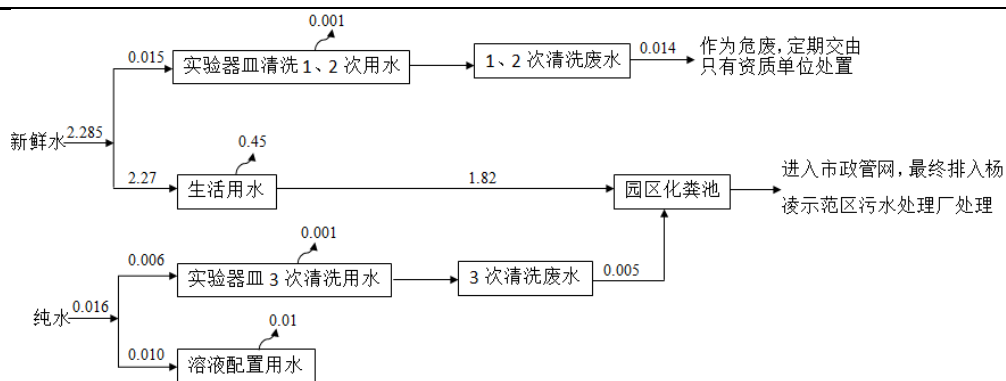 0.001
0.015
实验器皿清洗1、2次用水
1、2次清洗废水
0.014
作为危废，定期交由
只有资质单位处置
新鲜水
2.285
0.45
2.27
生活用水
1.82
园区化粪池
进入市政管网，最终排入杨
凌示范区污水处理厂处理
0.001
0.006
实验器皿3次清洗用水
3次清洗废水
0.005
纯水
0.016
0.01
0.010
溶液配置用水